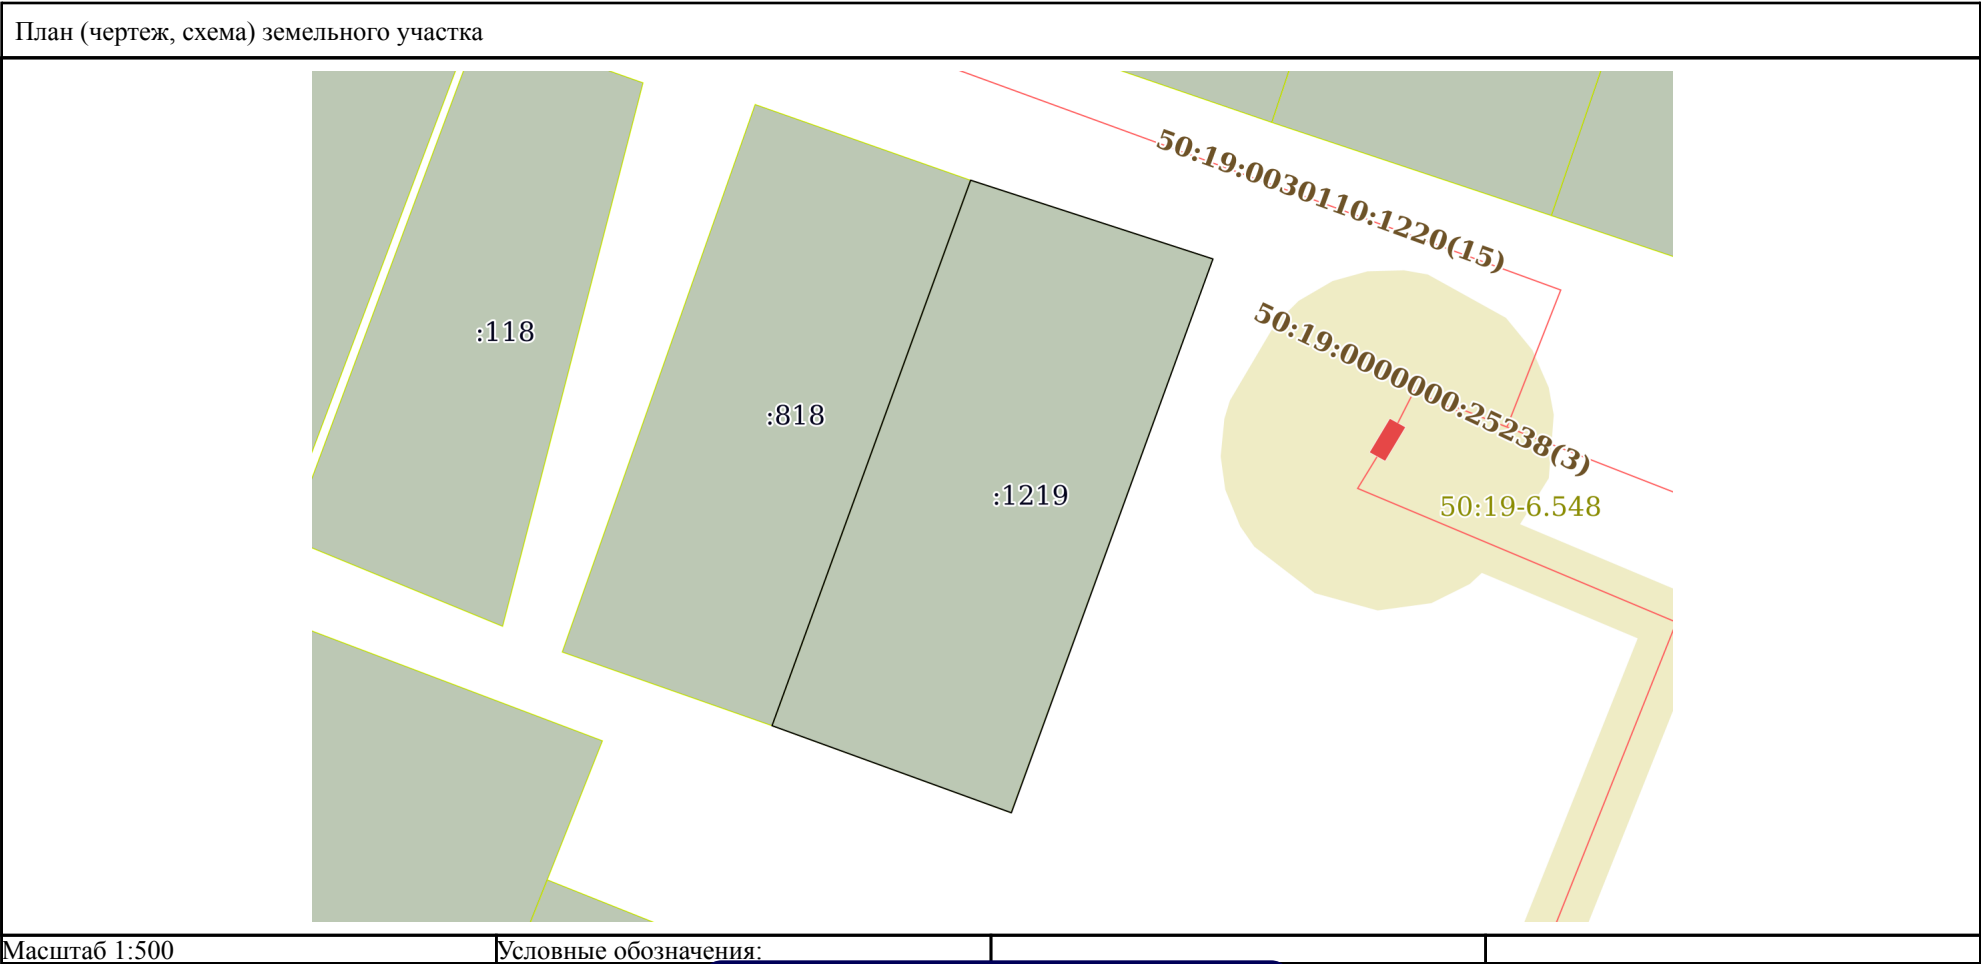 План (чертеж, схема) земельного участка
50:19:0030110:1220(15)
50:19:0000000:25238(3)
:118
:818
:1219
50:19-6.548
Масштаб 1:500
Условные обозначения: